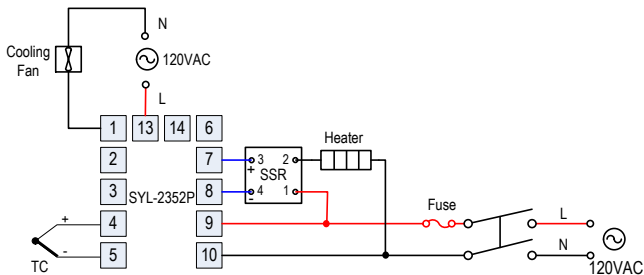 N
Cooling
Fan
120VAC
L
1 13 14 6
2 7 3 2 Heater
+ SSR
3 SYL-2352P 8 4 1
-
4 + 9 Fuse L
5 - 10 N
TC 120VAC